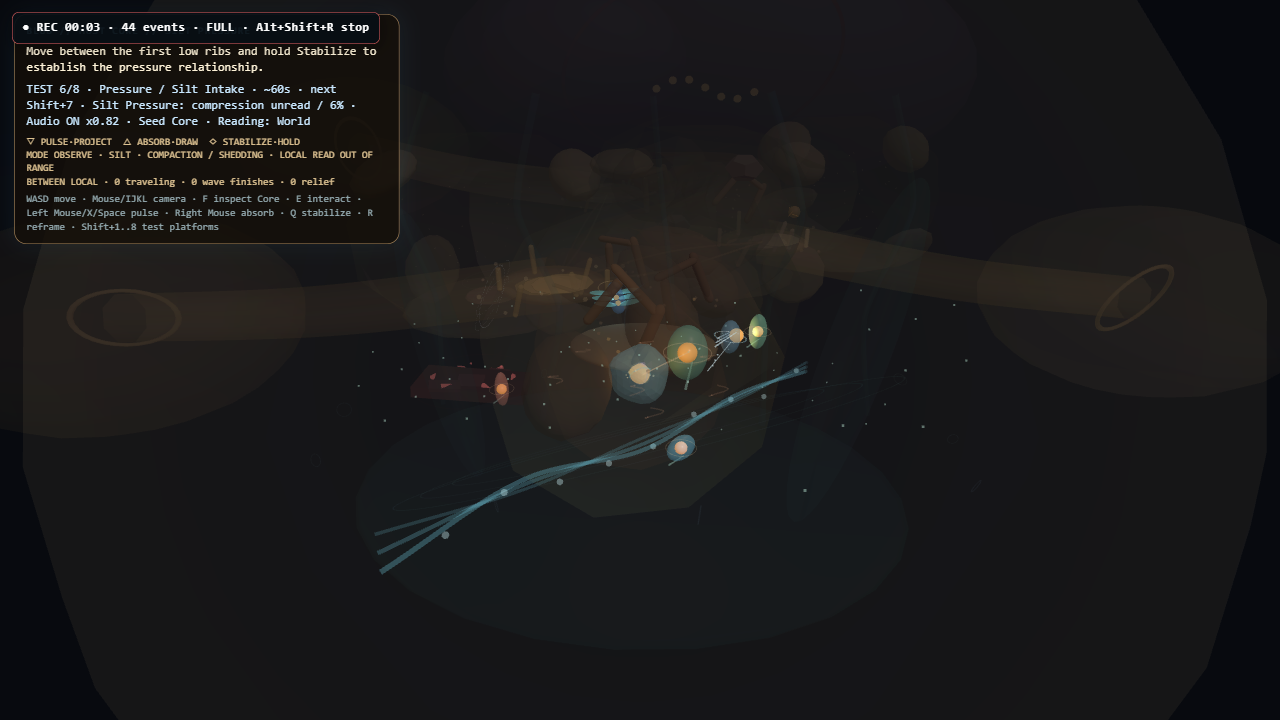 ● REC 00:03 · 44 events · FULL · Alt+Shift+R stop
Move between the first low ribs and hold Stabilize to
establish the pressure relationship.
TEST 6/8 · Pressure / Silt Intake · ~60s · next
Shift+7 · Silt Pressure: compression unread / 6% ·
Audio ON x0.82 · Seed Core · Reading: World
▽ PULSE·PROJECT △ ABSORB·DRAW ◇ STABILIZE·HOLD
MODE OBSERVE · SILT · COMPACTION / SHEDDING · LOCAL READ OUT OF
RANGE
BETWEEN LOCAL · 0 traveling · 0 wave finishes · 0 relief
WASD move · Mouse/IJKL camera · F inspect Core · E interact ·
Left Mouse/X/Space pulse · Right Mouse absorb · Q stabilize · R
reframe · Shift+1..8 test platforms